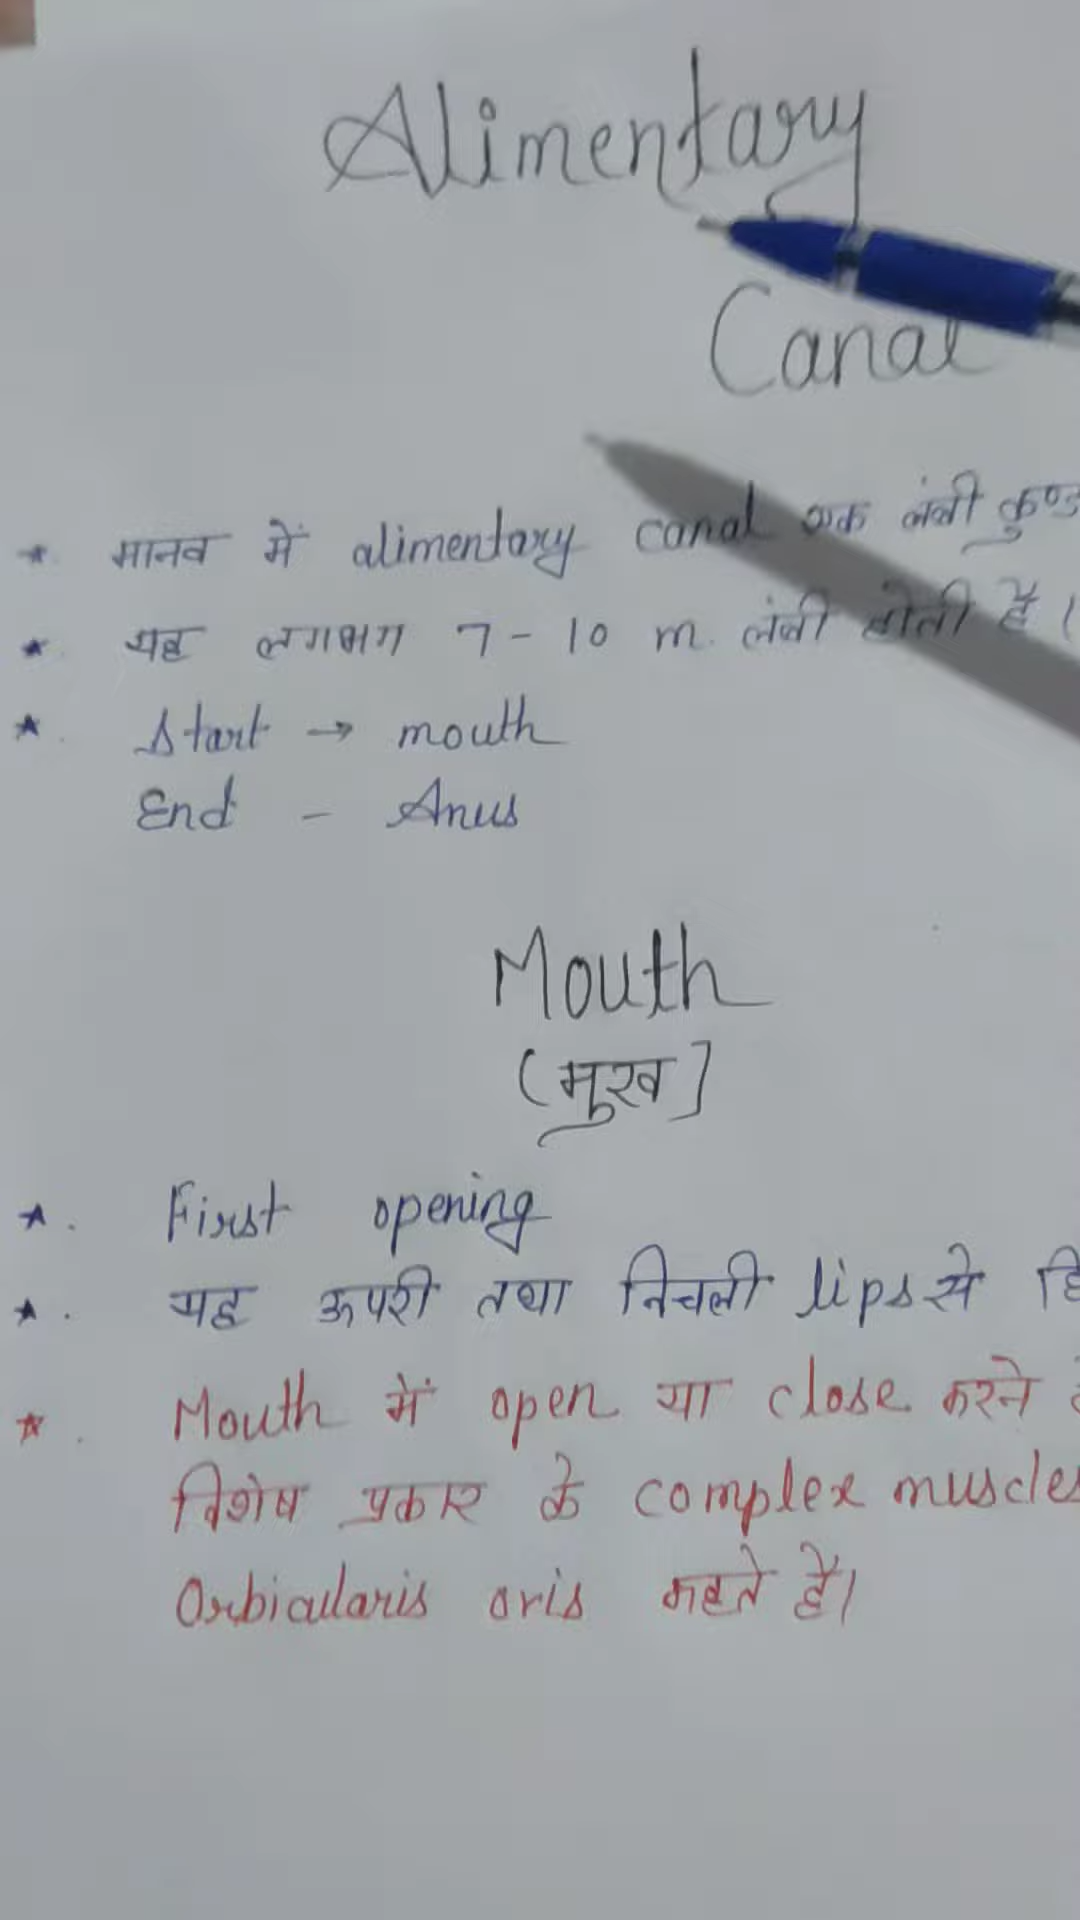 Alimentary
Canal
* मानव में alimentary canal एक लंबी
* यह लगभग 7-10 m. लंबी होती है।
* Start → mouth
End - Anus
Mouth
(मुख]
*. First opening
*. यह ऊपरी तथा निचली lips से
*. Mouth में open या close करने
विशेष प्रकार के complex muscles
Orbicularis oris कहते हैं।